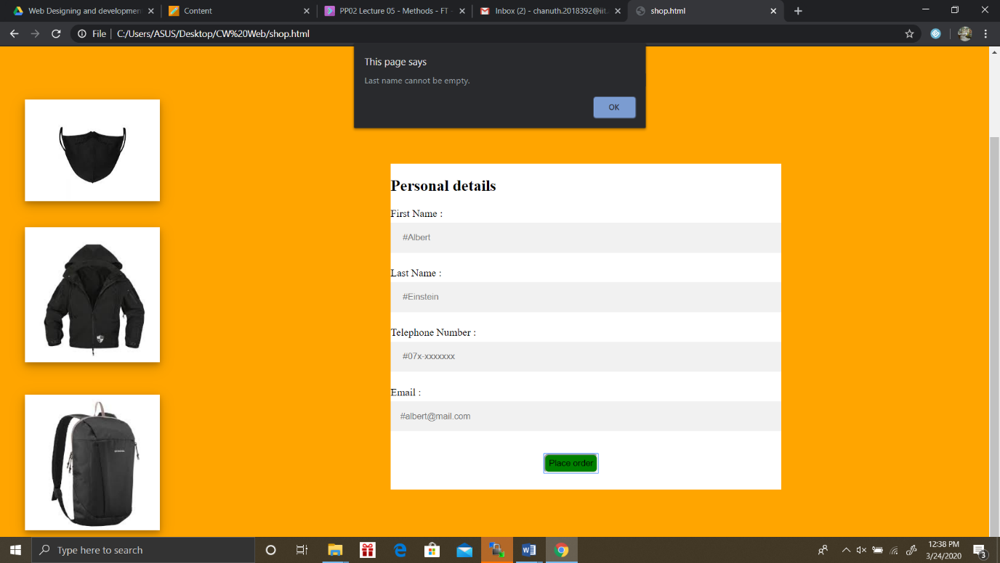 Web Designing and developmen
Content
PP02 Lecture 05 - Methods - FT -
Inbox (2) - chanuth.2018392@iit.
shop.html
File
C:/Users/ASUS/Desktop/CW%20Web/shop.html
This page says
Last name cannot be empty.
OK
Personal details
First Name :
#Albert
Last Name :
#Einstein
Telephone Number :
#07x-xxxxxxx
Email :
#albert@mail.com
Place order
Type here to search
12:38 PM
3/24/2020
3